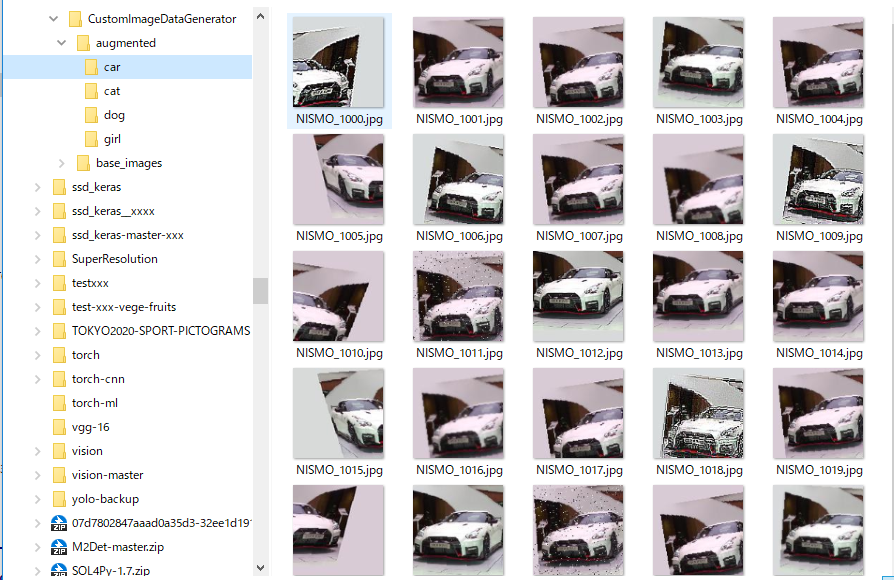 CustomImageDataGenerator
augmented
car
cat
dog
girl
base_images
ssd_keras
ssd_keras__xxxx
ssd_keras-master-xxx
SuperResolution
testxxx
test-xxx-vege-fruits
TOKYO2020-SPORT-PICTOGRAMS
torch
torch-cnn
torch-ml
vgg-16
vision
vision-master
yolo-backup
ZIP 07d7802847aaad0a35d3-32ee1d19
ZIP M2Det-master.zip
ZIP SOL4Py-1.7.zip
NISMO_1000.jpg NISMO_1001.jpg NISMO_1002.jpg NISMO_1003.jpg NISMO_1004.jpg
NISMO_1005.jpg NISMO_1006.jpg NISMO_1007.jpg NISMO_1008.jpg NISMO_1009.jpg
NISMO_1010.jpg NISMO_1011.jpg NISMO_1012.jpg NISMO_1013.jpg NISMO_1014.jpg
NISMO_1015.jpg NISMO_1016.jpg NISMO_1017.jpg NISMO_1018.jpg NISMO_1019.jpg